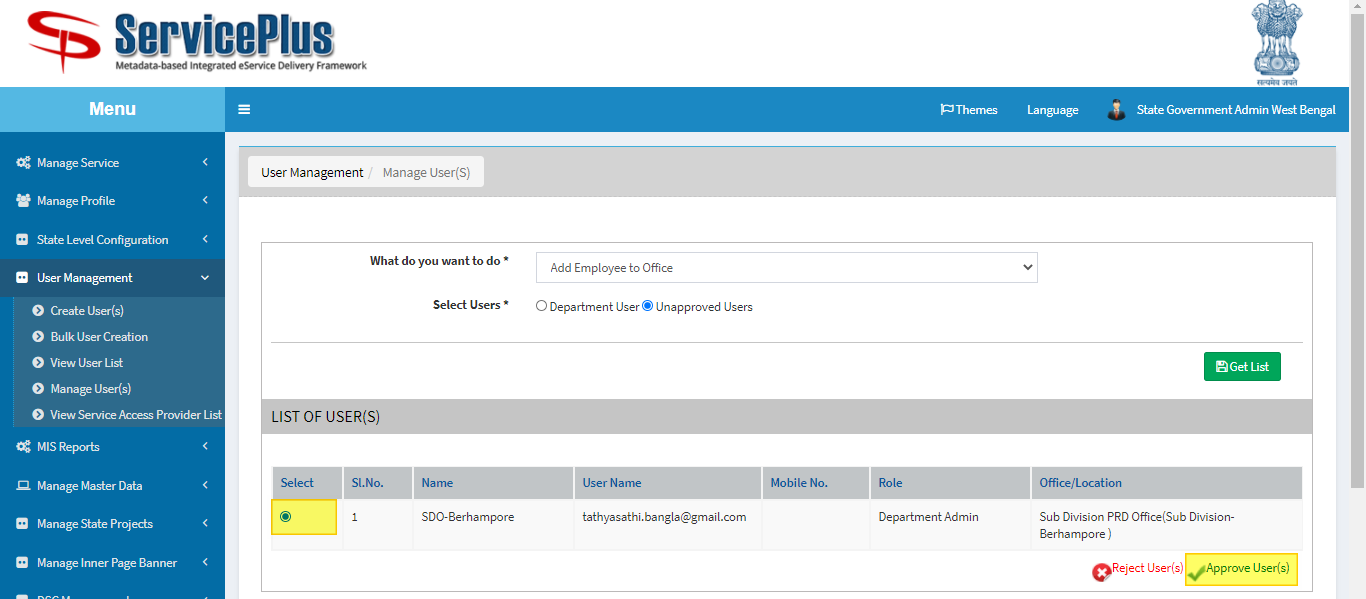 ServicePlus
Metadata-based Integrated eService Delivery Framework
सत्यमेव जयते
Menu
Themes
Language
State Government Admin West Bengal
Manage Service
Manage Profile
State Level Configuration
User Management
Create User(s)
Bulk User Creation
View User List
Manage User(s)
View Service Access Provider List
MIS Reports
Manage Master Data
Manage State Projects
Manage Inner Page Banner
User Management / Manage User(S)
What do you want to do *
Add Employee to Office
Select Users *
Department User Unapproved Users
Get List
LIST OF USER(S)
Select Sl.No. Name User Name Mobile No. Role Office/Location
1 SDO-Berhampore tathyasathi.bangla@gmail.com Department Admin Sub Division PRD Office(Sub Division-
Berhampore )
Reject User(s) Approve User(s)